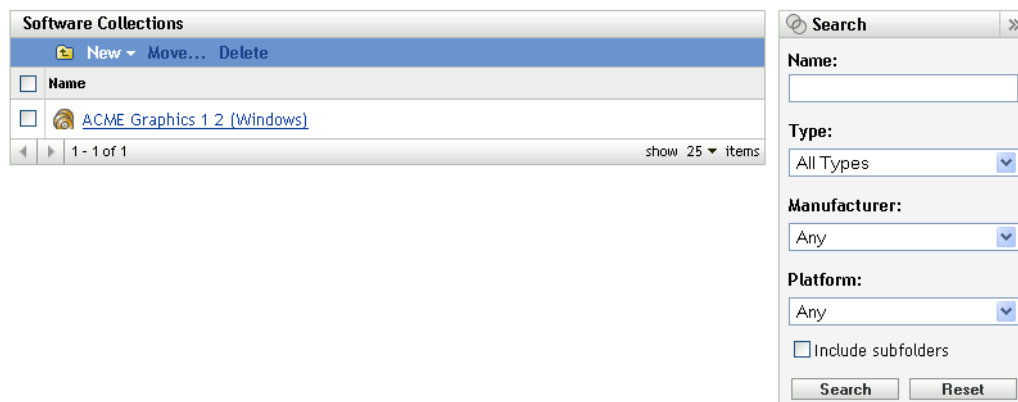 Software Collections
New Move... Delete
Name
ACME Graphics 1 2 (Windows)
1 - 1 of 1 show 25 items
Search
Name:
Type:
All Types
Manufacturer:
Any
Platform:
Any
Include subfolders
Search Reset